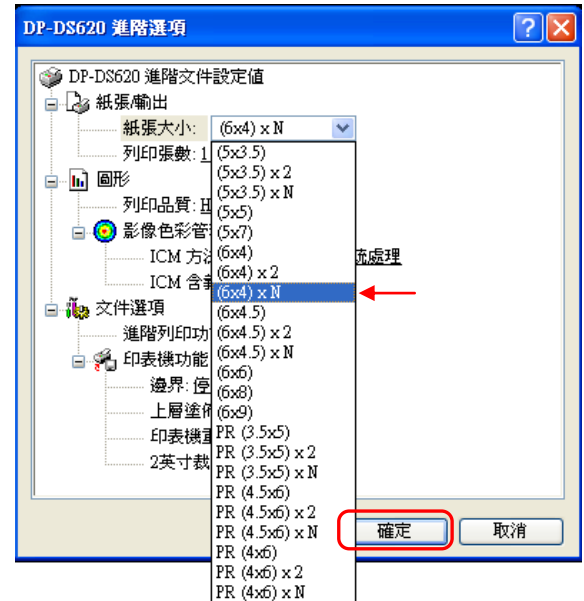 DP-DS620 進階選項
DP-DS620 進階文件設定值
紙張/輸出
紙張大小: (6x4) x N
列印張數: 1
圖形
列印品質:
影像色彩管
ICM 方法
統處理
ICM 含
文件選項
進階列印功
印表機功能
邊界: 停
上層塗佈
印表機
2英寸裁
(5x3.5)
(5x3.5) x 2
(5x3.5) x N
(5x5)
(5x7)
(6x4)
(6x4) x 2
(6x4) x N
(6x4.5)
(6x4.5) x 2
(6x4.5) x N
(6x6)
(6x8)
(6x9)
PR (3.5x5)
PR (3.5x5) x 2
PR (3.5x5) x N
PR (4.5x6)
PR (4.5x6) x 2
PR (4.5x6) x N
PR (4x6)
PR (4x6) x 2
PR (4x6) x N
確定
取消